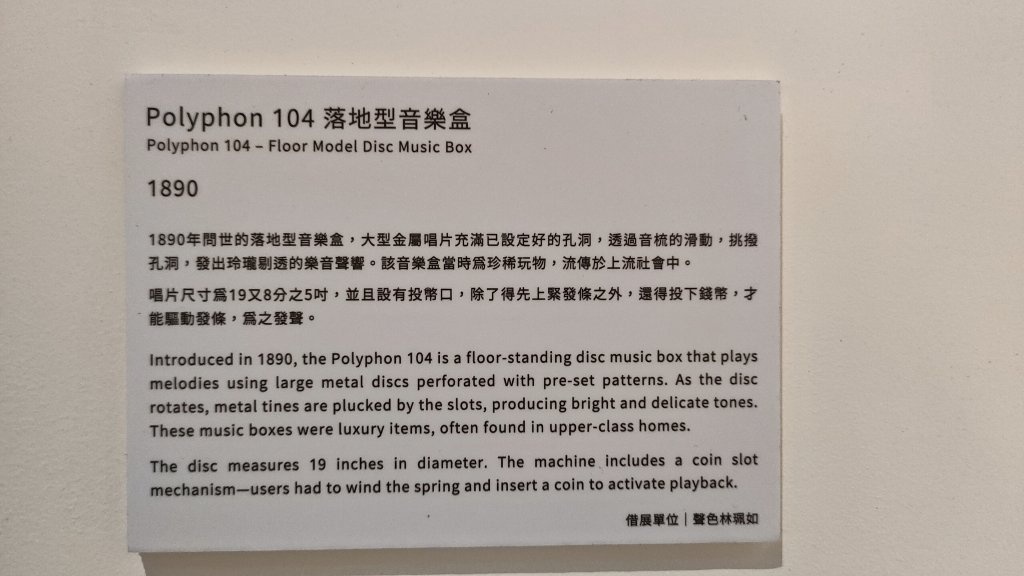 Polyphon 104 落地型音樂盒
Polyphon 104 – Floor Model Disc Music Box
1890
1890年問世的落地型音樂盒，大型金屬唱片充滿已設定好的孔洞，透過音梳的滑動，挑撥
孔洞，發出玲瓏剔透的樂音聲響。該音樂盒當時為珍稀玩物，流傳於上流社會中。
唱片尺寸為19又8分之5吋，並且設有投幣口，除了得先上緊發條之外，還得投下錢幣，才
能驅動發條，為之發聲。
Introduced in 1890, the Polyphon 104 is a floor-standing disc music box that plays
melodies using large metal discs perforated with pre-set patterns. As the disc
rotates, metal tines are plucked by the slots, producing bright and delicate tones.
These music boxes were luxury items, often found in upper-class homes.
The disc measures 19 inches in diameter. The machine includes a coin slot
mechanism—users had to wind the spring and insert a coin to activate playback.
借展單位｜聲色林珮如